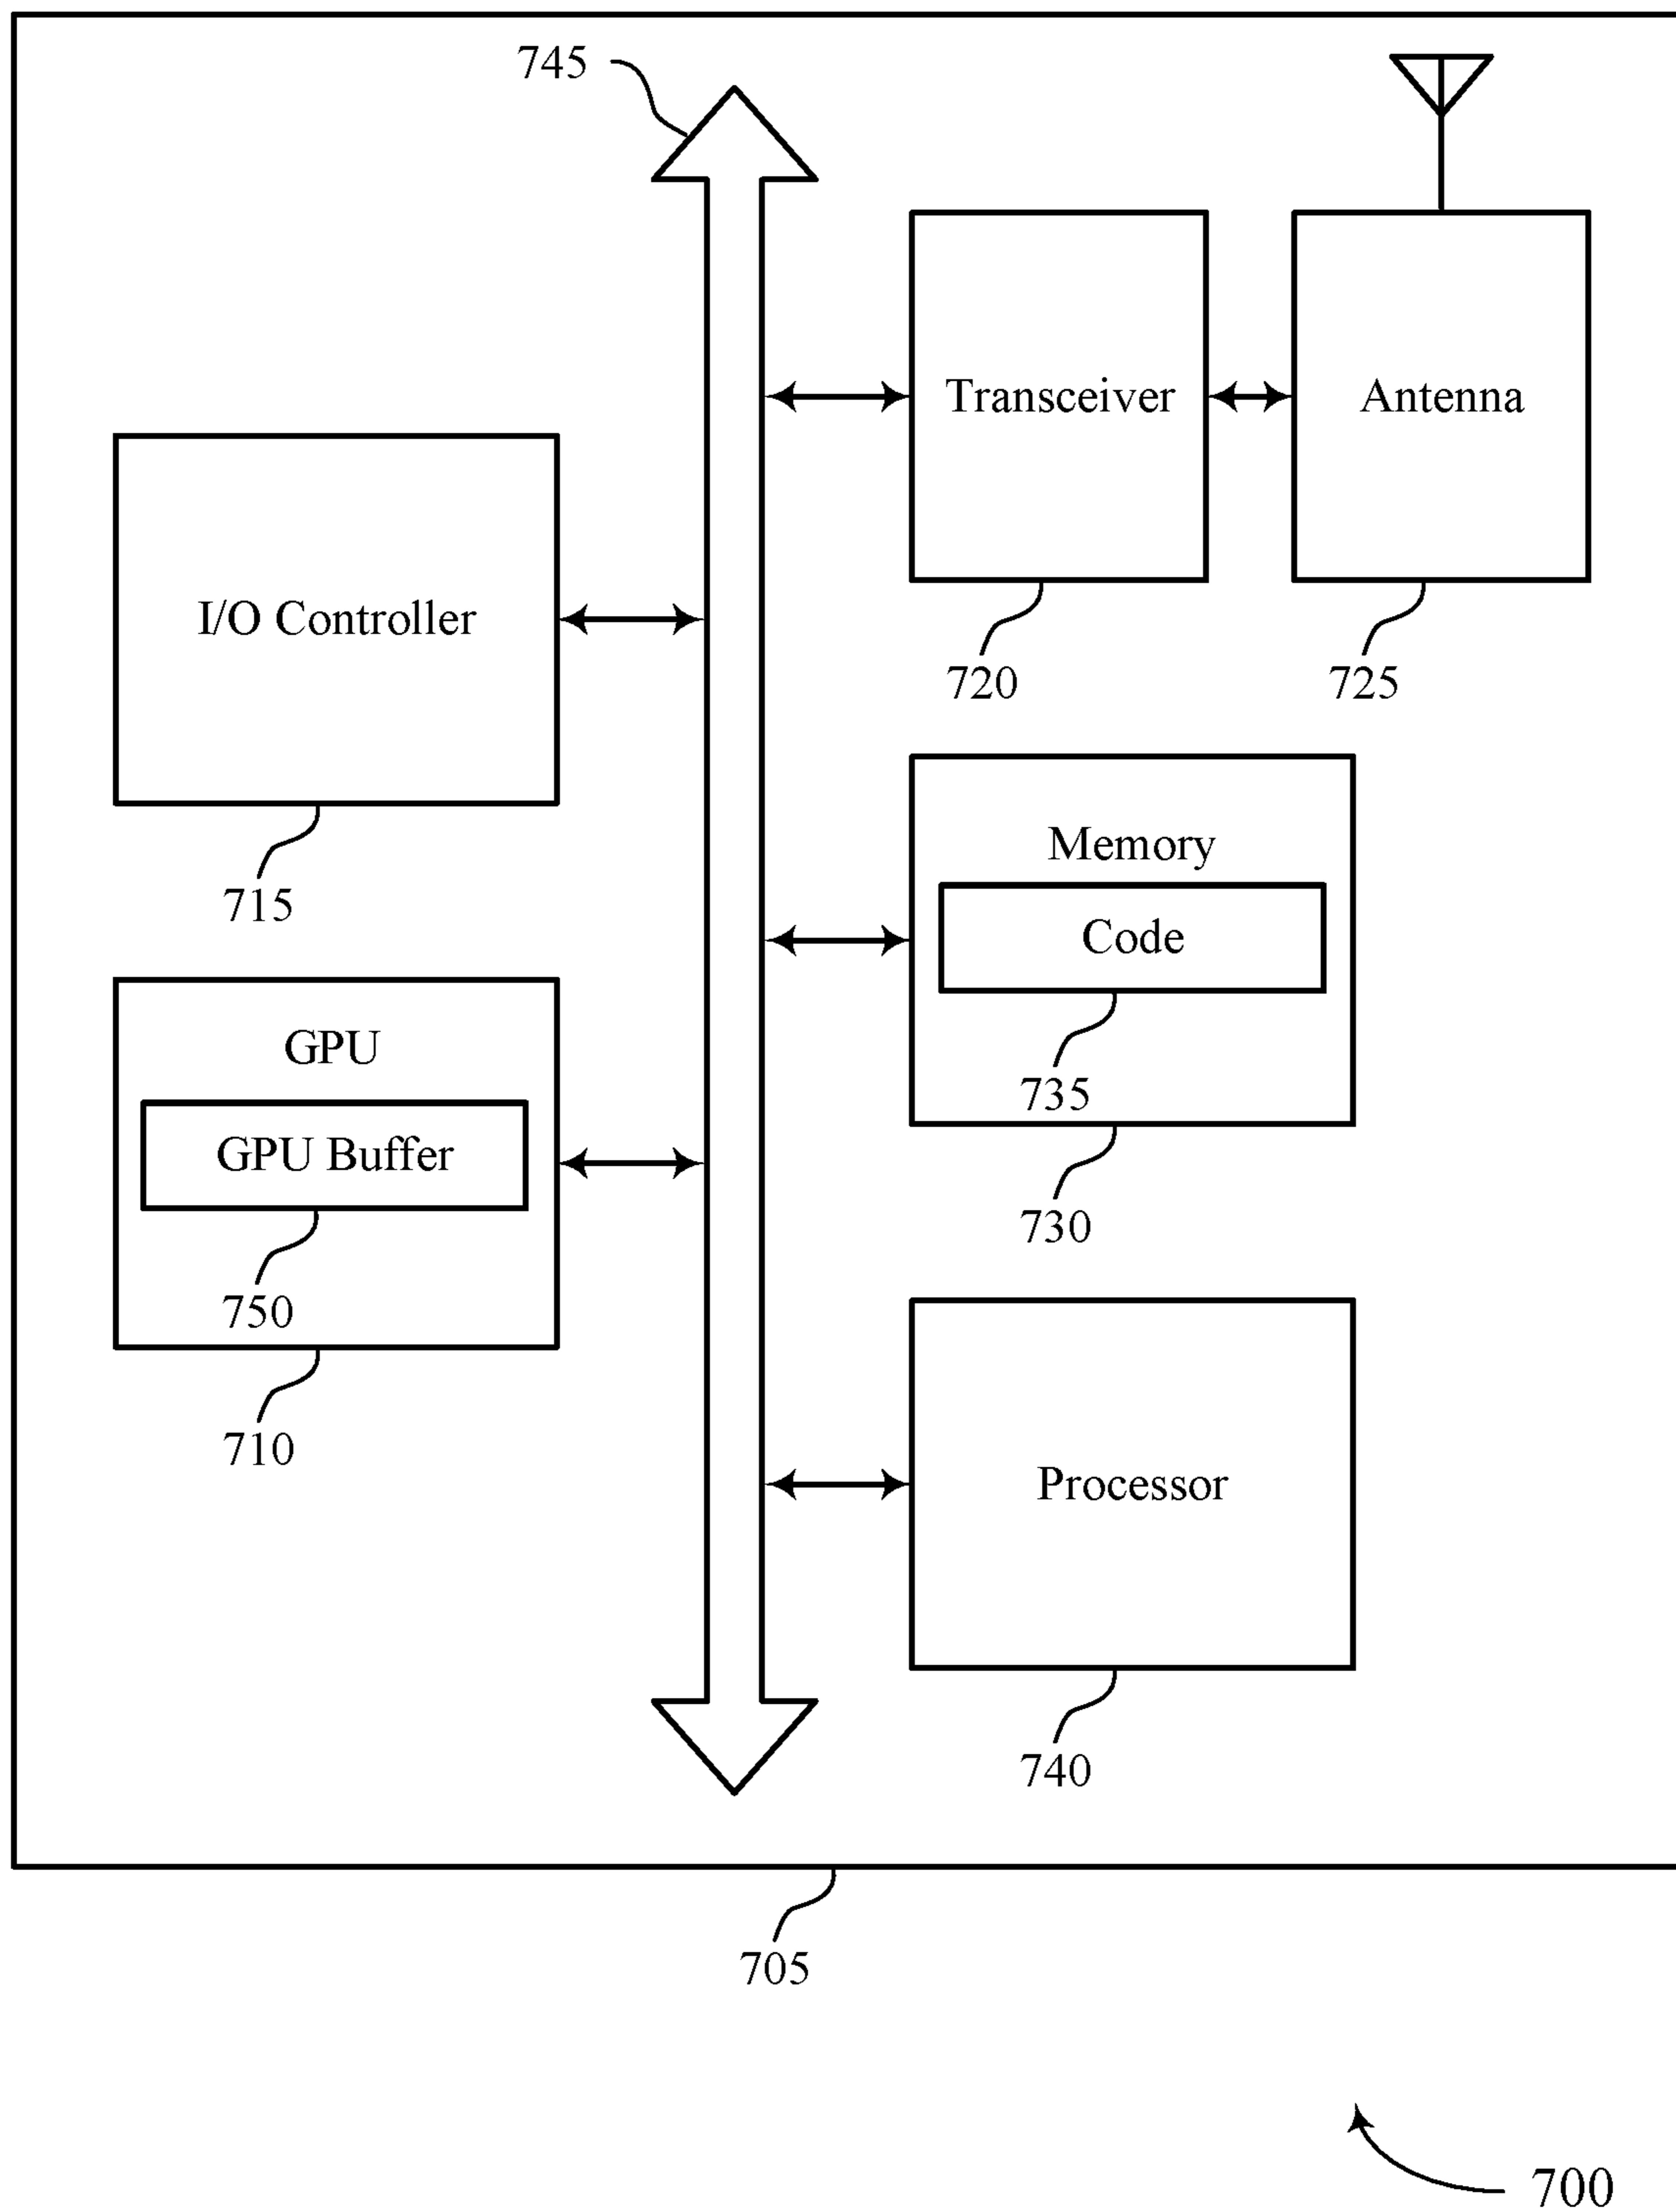 745
Transceiver
Antenna
720
725
I/O Controller
715
Memory
Code
735
730
GPU
GPU Buffer
750
710
Processor
740
705
700